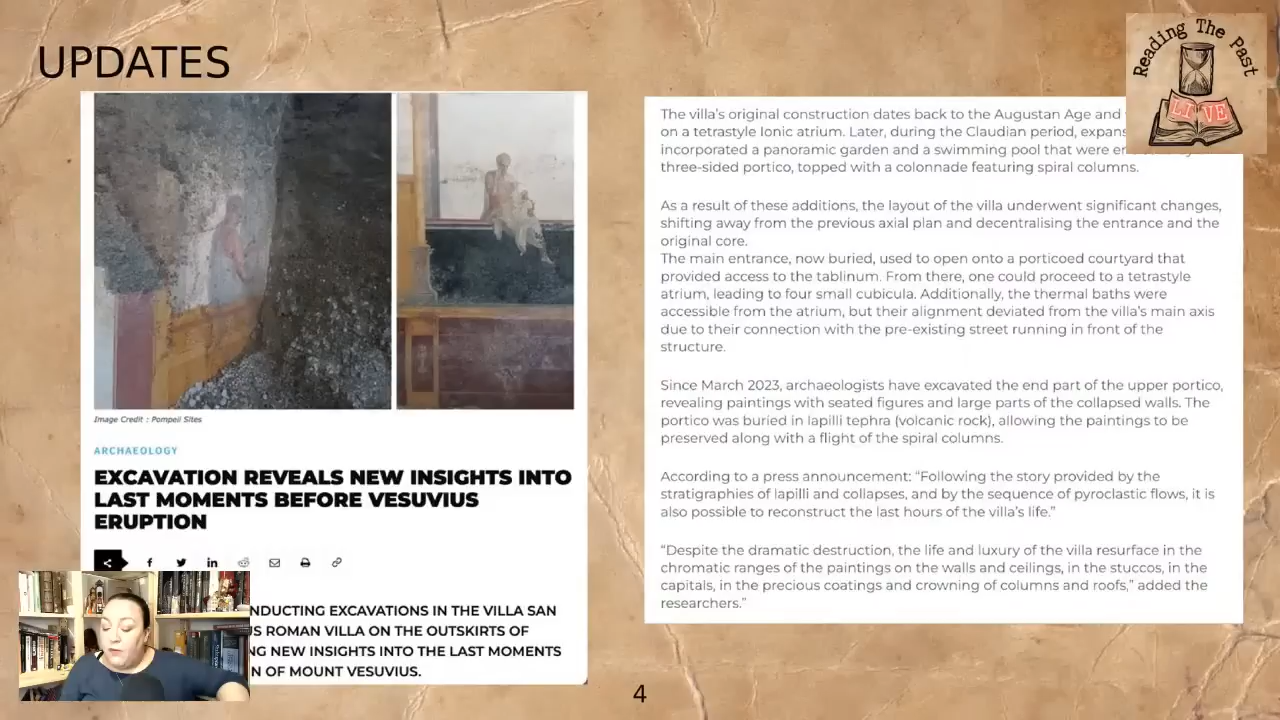 UPDATES
Reading The Past
LIVE
Image Credit : Pompeii Sites
ARCHAEOLOGY
EXCAVATION REVEALS NEW INSIGHTS INTO
LAST MOMENTS BEFORE VESUVIUS
ERUPTION
NDUCTING EXCAVATIONS IN THE VILLA SAN
S ROMAN VILLA ON THE OUTSKIRTS OF
NG NEW INSIGHTS INTO THE LAST MOMENTS
N OF MOUNT VESUVIUS.
The villa's original construction dates back to the Augustan Age and
on a tetrastyle Ionic atrium. Later, during the Claudian period, expans
incorporated a panoramic garden and a swimming pool that were
three-sided portico, topped with a colonnade featuring spiral columns.
As a result of these additions, the layout of the villa underwent significant changes,
shifting away from the previous axial plan and decentralising the entrance and the
original core.
The main entrance, now buried, used to open onto a porticoed courtyard that
provided access to the tablinum. From there, one could proceed to a tetrastyle
atrium, leading to four small cubicula. Additionally, the thermal baths were
accessible from the atrium, but their alignment deviated from the villa's main axis
due to their connection with the pre-existing street running in front of the
structure.
Since March 2023, archaeologists have excavated the end part of the upper portico,
revealing paintings with seated figures and large parts of the collapsed walls. The
portico was buried in lapilli tephra (volcanic rock), allowing the paintings to be
preserved along with a flight of the spiral columns.
According to a press announcement: “Following the story provided by the
stratigraphies of lapilli and collapses, and by the sequence of pyroclastic flows, it is
also possible to reconstruct the last hours of the villa's life.”
“Despite the dramatic destruction, the life and luxury of the villa resurface in the
chromatic ranges of the paintings on the walls and ceilings, in the stuccos, in the
capitals, in the precious coatings and crowning of columns and roofs,” added the
researchers.”
4